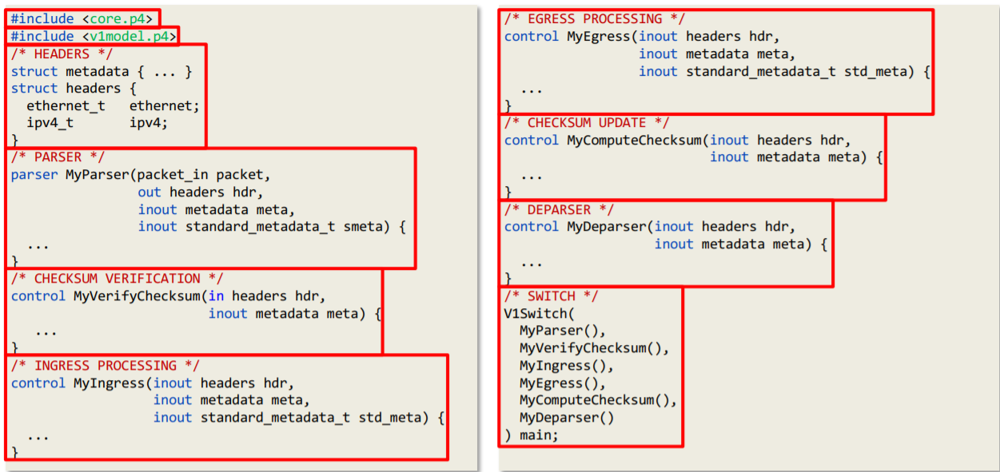 #include <core.p4>
#include <v1model.p4>
/* HEADERS */
struct metadata { ... }
struct headers {
  ethernet_t   ethernet;
  ipv4_t       ipv4;
}
/* PARSER */
parser MyParser(packet_in packet,
                out headers hdr,
                inout metadata meta,
                inout standard_metadata_t smeta) {
  ...
}
/* CHECKSUM VERIFICATION */
control MyVerifyChecksum(in headers hdr,
                         inout metadata meta) {
   ...
}
/* INGRESS PROCESSING */
control MyIngress(inout headers hdr,
                  inout metadata meta,
                  inout standard_metadata_t std_meta) {
  ...
}
/* EGRESS PROCESSING */
control MyEgress(inout headers hdr,
                 inout metadata meta,
                 inout standard_metadata_t std_meta) {
  ...
}
/* CHECKSUM UPDATE */
control MyComputeChecksum(inout headers hdr,
                          inout metadata meta) {
  ...
}
/* DEPARSER */
control MyDeparser(inout headers hdr,
                   inout metadata meta) {
  ...
}
/* SWITCH */
V1Switch(
  MyParser(),
  MyVerifyChecksum(),
  MyIngress(),
  MyEgress(),
  MyComputeChecksum(),
  MyDeparser()
) main;